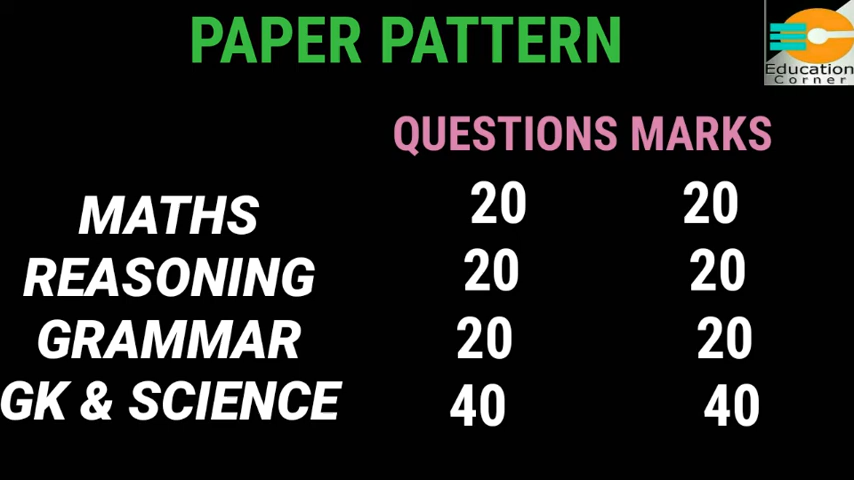 PAPER PATTERN
Education
Corner
QUESTIONS MARKS
MATHS 20 20
REASONING 20 20
GRAMMAR 20 20
GK & SCIENCE 40 40